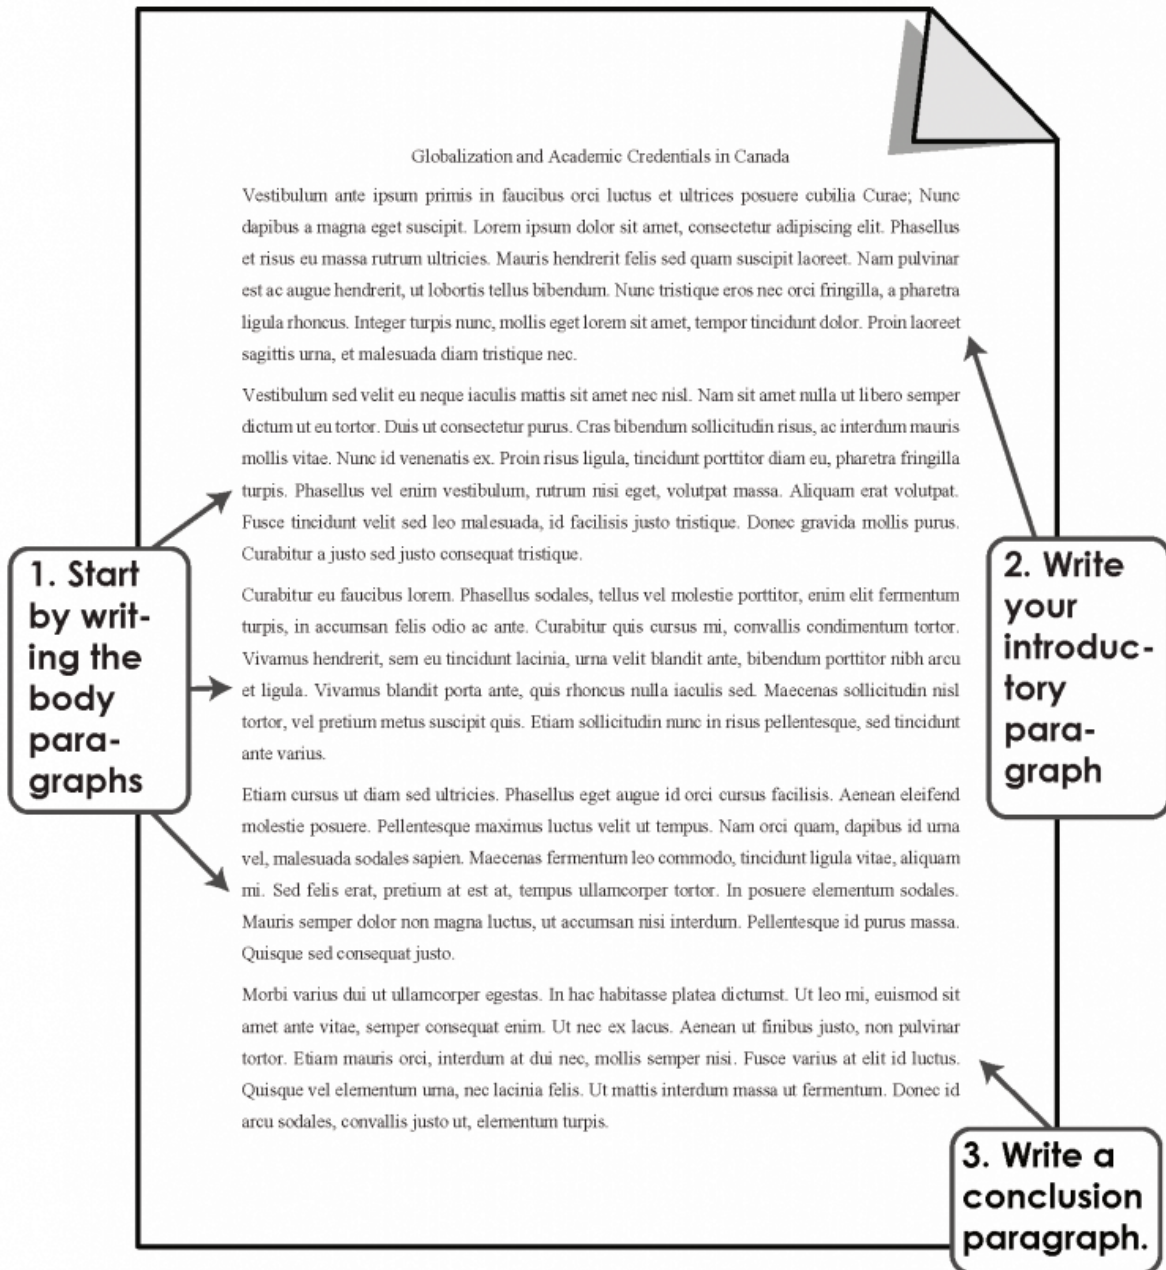 Globalization and Academic Credentials in Canada
Vestibulum ante ipsum primis in faucibus orci luctus et ultrices posuere cubilia Curae; Nunc
dapibus a magna eget suscipit. Lorem ipsum dolor sit amet, consectetur adipiscing elit. Phasellus
et risus eu massa rutrum ultricies. Mauris hendrerit felis sed quam suscipit laoreet. Nam pulvinar
est ac augue hendrerit, ut lobortis tellus bibendum. Nunc tristique eros nec orci fringilla, a pharetra
ligula rhoncus. Integer turpis nunc, mollis eget lorem sit amet, tempor tincidunt dolor. Proin laoreet
sagittis urna, et malesuada diam tristique nec.
Vestibulum sed velit eu neque iaculis mattis sit amet nec nisl. Nam sit amet nulla ut libero semper
dictum ut eu tortor. Duis ut consectetur purus. Cras bibendum sollicitudin risus, ac interdum mauris
mollis vitae. Nunc id venenatis ex. Proin risus ligula, tincidunt porttitor diam eu, pharetra fringilla
turpis. Phasellus vel enim vestibulum, rutrum nisi eget, volutpat massa. Aliquam erat volutpat.
Fusce tincidunt velit sed leo malesuada, id facilisis justo tristique. Donec gravida mollis purus.
Curabitur a justo sed justo consequat tristique.
Curabitur eu faucibus lorem. Phasellus sodales, tellus vel molestie porttitor, enim elit fermentum
turpis, in accumsan felis odio ac ante. Curabitur quis cursus mi, convallis condimentum tortor.
Vivamus hendrerit, sem eu tincidunt lacinia, urna velit blandit ante, bibendum porttitor nibh arcu
et ligula. Vivamus blandit porta ante, quis rhoncus nulla iaculis sed. Maecenas sollicitudin nisl
tortor, vel pretium metus suscipit quis. Etiam sollicitudin nunc in risus pellentesque, sed tincidunt
ante varius.
Etiam cursus ut diam sed ultricies. Phasellus eget augue id orci cursus facilisis. Aenean eleifend
molestie posuere. Pellentesque maximus luctus velit ut tempus. Nam orci quam, dapibus id urna
vel, malesuada sodales sapien. Maecenas fermentum leo commodo, tincidunt ligula vitae, aliquam
mi. Sed felis erat, pretium at est at, tempus ullamcorper tortor. In posuere elementum sodales.
Mauris semper dolor non magna luctus, ut accumsan nisi interdum. Pellentesque id purus massa.
Quisque sed consequat justo.
Morbi varius dui ut ullamcorper egestas. In hac habitasse platea dictumst. Ut leo mi, euismod sit
amet ante vitae, semper consequat enim. Ut nec ex lacus. Aenean ut finibus justo, non pulvinar
tortor. Etiam mauris orci, interdum at dui nec, mollis semper nisi. Fusce varius at elit id luctus.
Quisque vel elementum urna, nec lacinia felis. Ut mattis interdum massa ut fermentum. Donec id
arcu sodales, convallis justo ut, elementum turpis.
1. Start
by writ-
ing the
body
para-
graphs
2. Write
your
introduc-
tory
para-
graph
3. Write a
conclusion
paragraph.